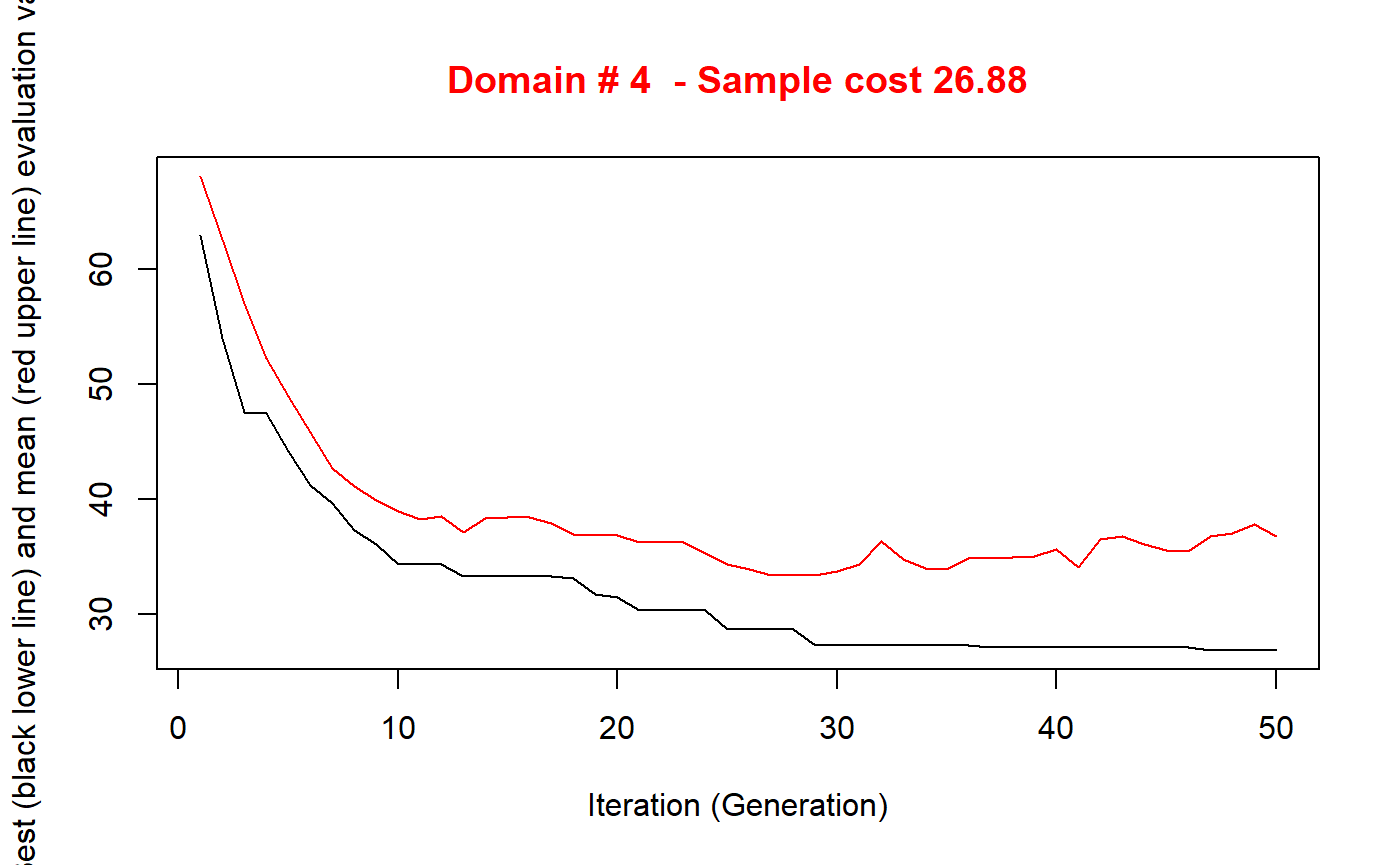 Domain # 4 - Sample cost 26.88
(black lower line) and mean (red upper line) evaluation
60
50
40
30
0 10 20 30 40 50
Iteration (Generation)